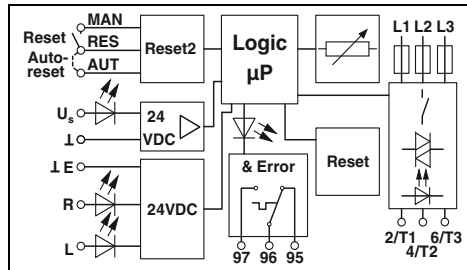 MAN
Reset
RES
Auto-
reset
AUT
Reset2
Logic
µP
L1 L2 L3
Us
24
VDC
⊥
⊥ E
R
24VDC
L
& Error
Reset
97 96 95
2/T1 6/T3
4/T2